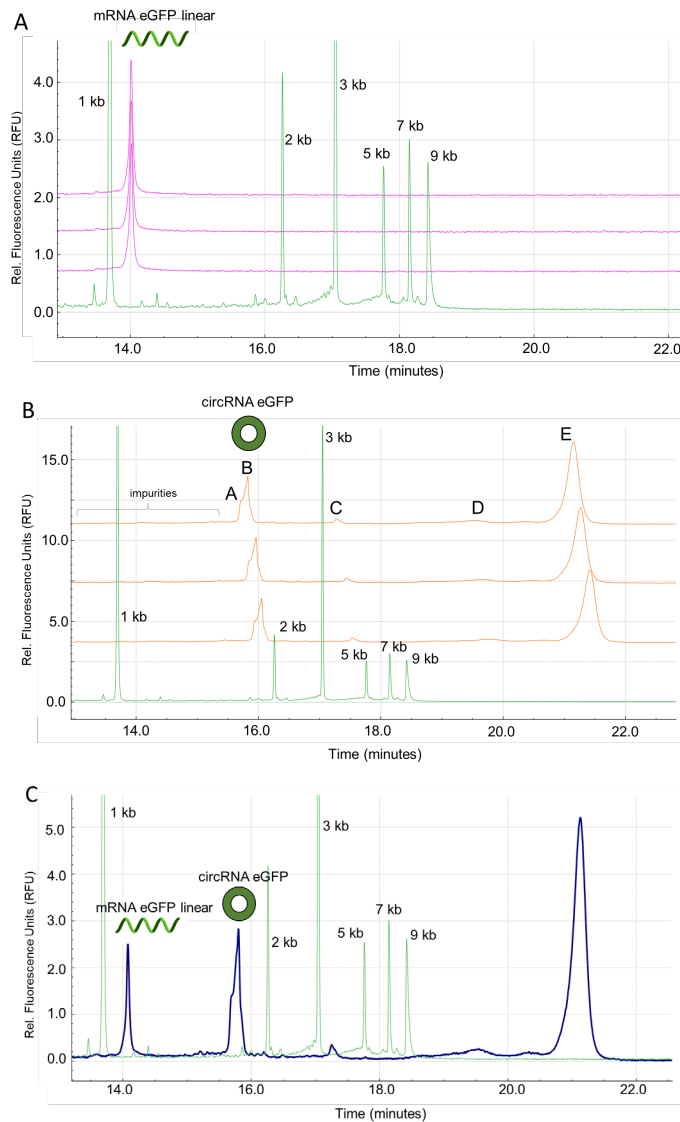 A
mRNA eGFP linear
Rel. Fluorescence Units (RFU)
4.0
3.0
2.0
1.0
0.0
1 kb
2 kb
3 kb
5 kb
7 kb
9 kb
14.0 16.0 18.0 20.0 22.0
Time (minutes)
B
circRNA eGFP
Rel. Fluorescence Units (RFU)
15.0
10.0
5.0
0.0
impurities
A
B
C
D
E
1 kb
2 kb
3 kb
5 kb
7 kb
9 kb
14.0 16.0 18.0 20.0 22.0
Time (minutes)
C
Rel. Fluorescence Units (RFU)
5.0
4.0
3.0
2.0
1.0
0.0
1 kb
3 kb
circRNA eGFP
mRNA eGFP linear
2 kb
5 kb
7 kb
9 kb
14.0 16.0 18.0 20.0 22.0
Time (minutes)